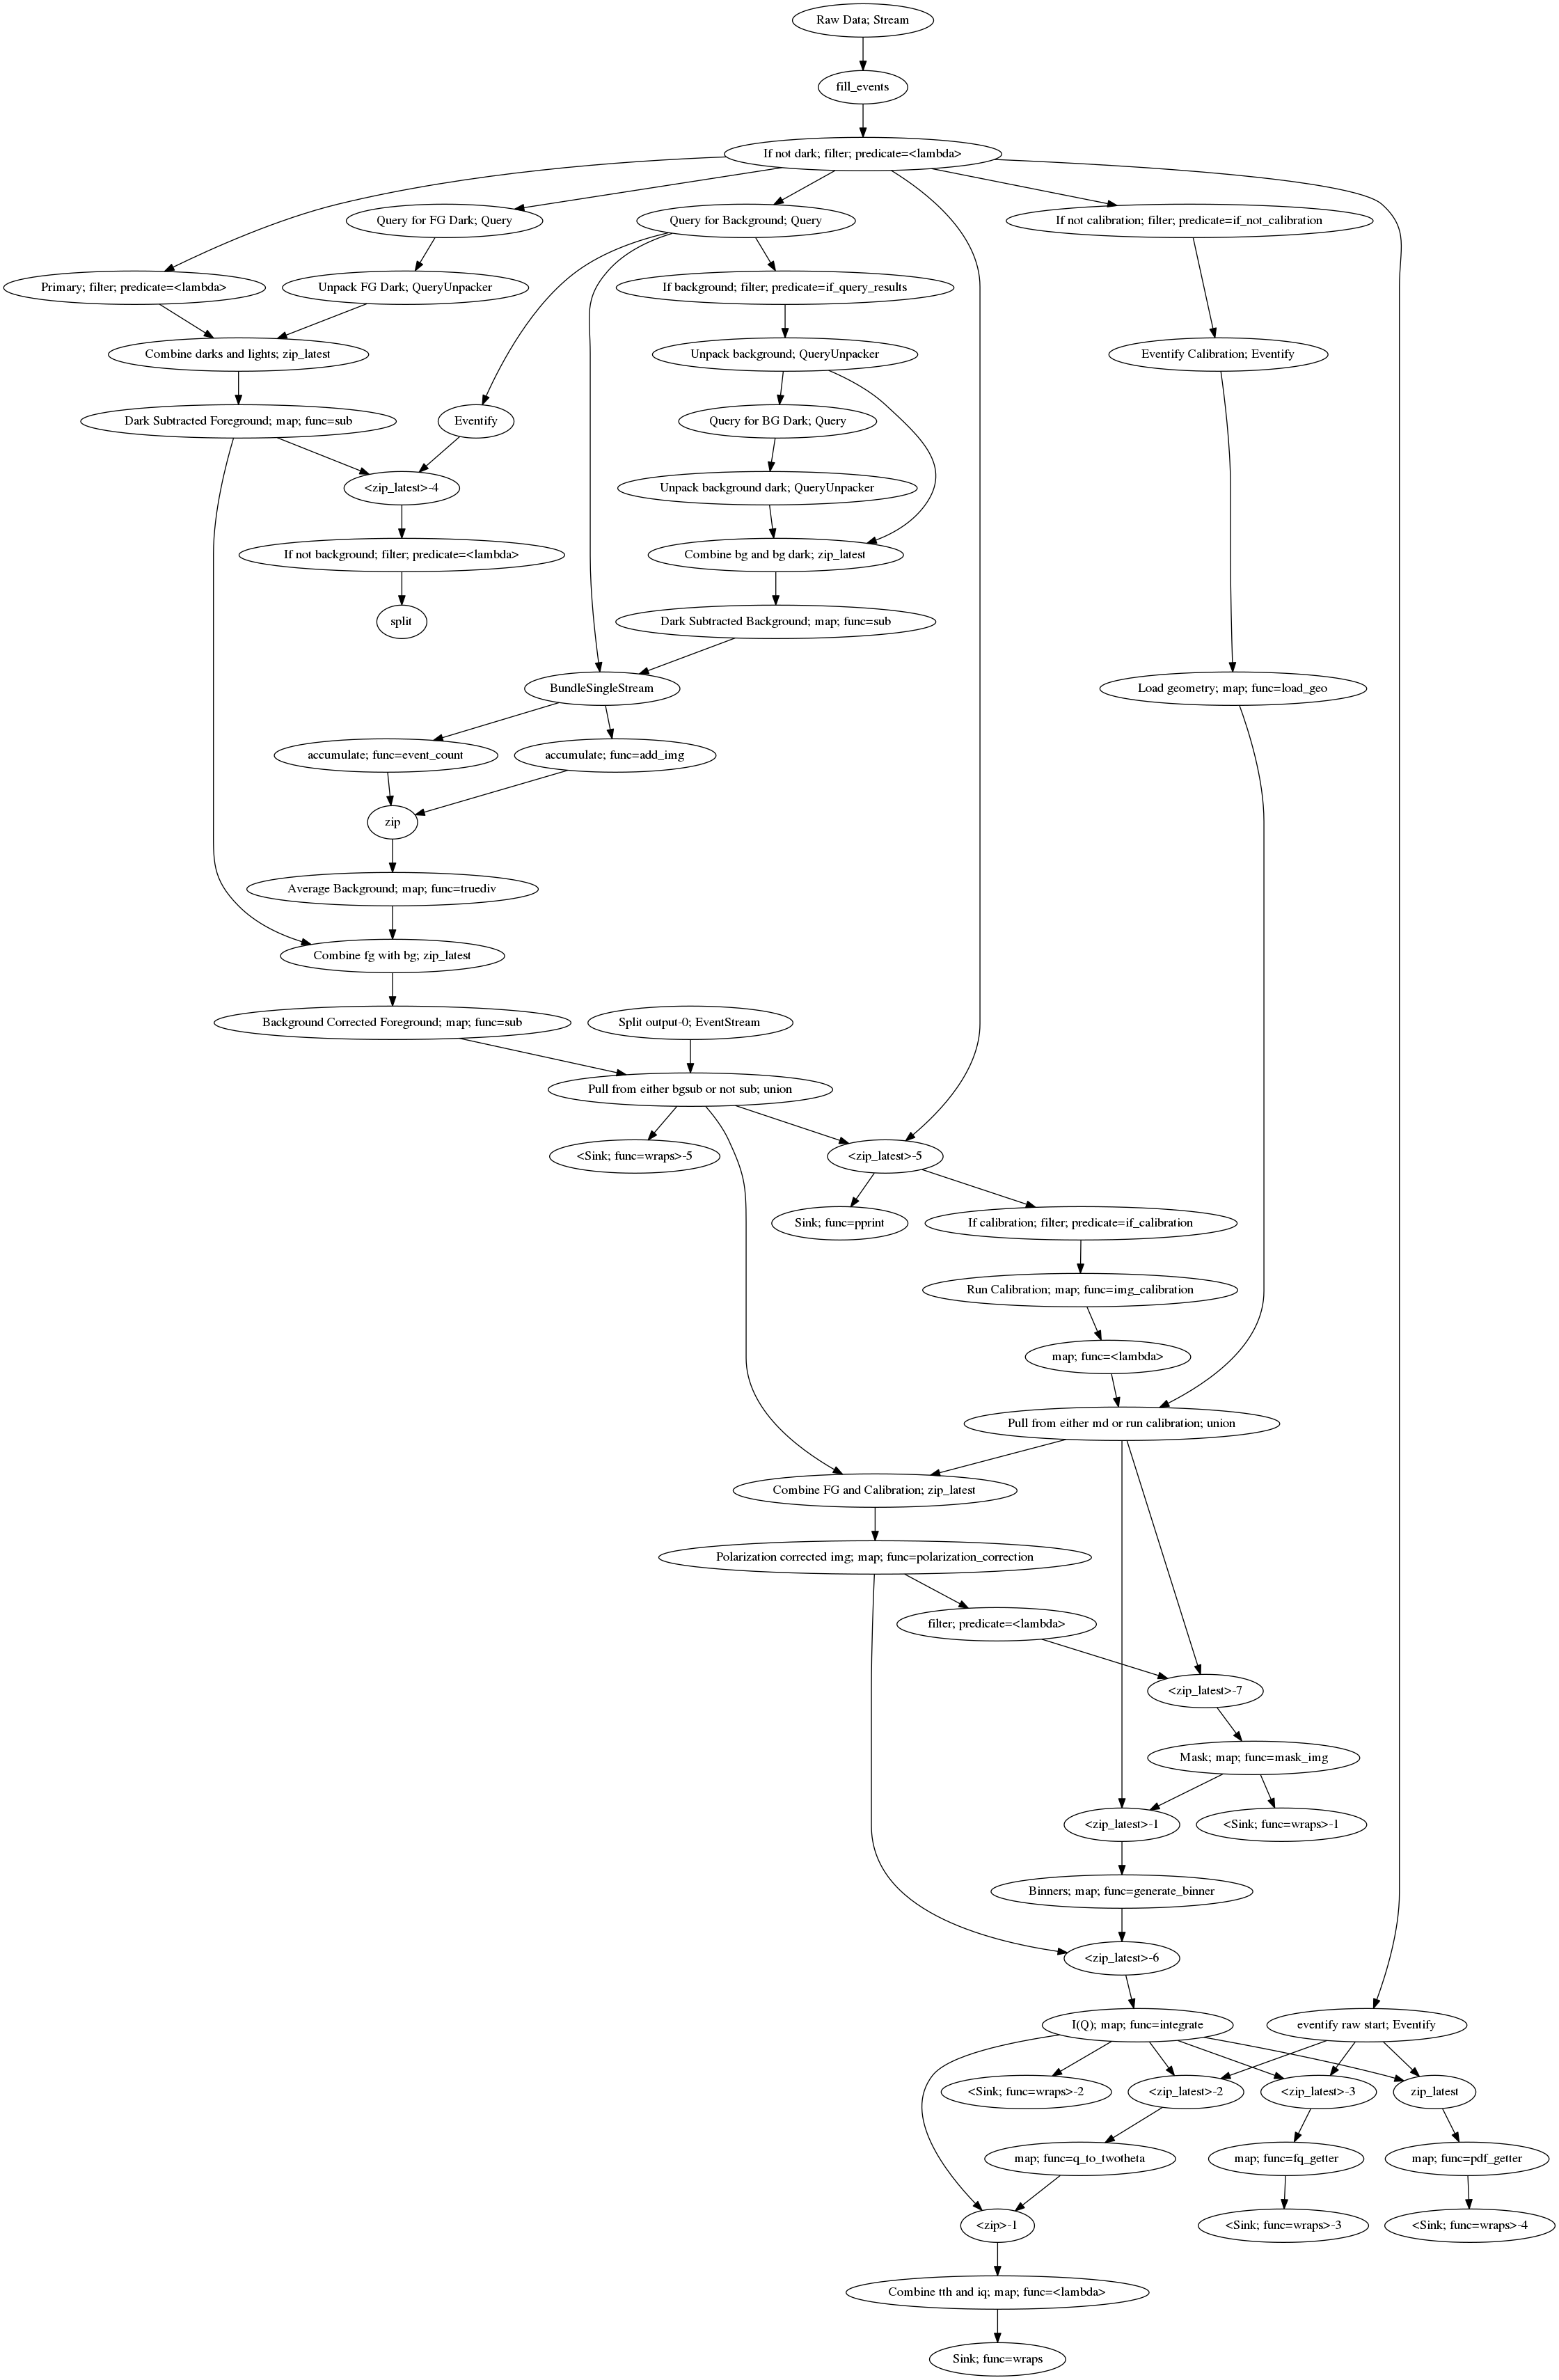 Raw Data; Stream
fill_events
If not dark; filter; predicate=<lambda>
Query for FG Dark; Query
Query for Background; Query
If not calibration; filter; predicate=if_not_calibration
Primary; filter; predicate=<lambda>
Unpack FG Dark; QueryUnpacker
If background; filter; predicate=if_query_results
Combine darks and lights; zip_latest
Unpack background; QueryUnpacker
Eventify Calibration; Eventify
Dark Subtracted Foreground; map; func=sub
Eventify
Query for BG Dark; Query
<zip_latest>-4
Unpack background dark; QueryUnpacker
If not background; filter; predicate=<lambda>
Combine bg and bg dark; zip_latest
split
Dark Subtracted Background; map; func=sub
BundleSingleStream
Load geometry; map; func=load_geo
accumulate; func=event_count
accumulate; func=add_img
zip
Average Background; map; func=truediv
Combine fg with bg; zip_latest
Background Corrected Foreground; map; func=sub
Split output-0; EventStream
Pull from either bgsub or not sub; union
<Sink; func=wraps>-5
<zip_latest>-5
Sink; func=pprint
If calibration; filter; predicate=if_calibration
Run Calibration; map; func=img_calibration
map; func=<lambda>
Pull from either md or run calibration; union
Combine FG and Calibration; zip_latest
Polarization corrected img; map; func=polarization_correction
filter; predicate=<lambda>
<zip_latest>-7
Mask; map; func=mask_img
<zip_latest>-1
<Sink; func=wraps>-1
Binners; map; func=generate_binner
<zip_latest>-6
I(Q); map; func=integrate
eventify raw start; Eventify
<Sink; func=wraps>-2
<zip_latest>-2
<zip_latest>-3
zip_latest
map; func=q_to_twotheta
map; func=fq_getter
map; func=pdf_getter
<zip>-1
<Sink; func=wraps>-3
<Sink; func=wraps>-4
Combine tth and iq; map; func=<lambda>
Sink; func=wraps